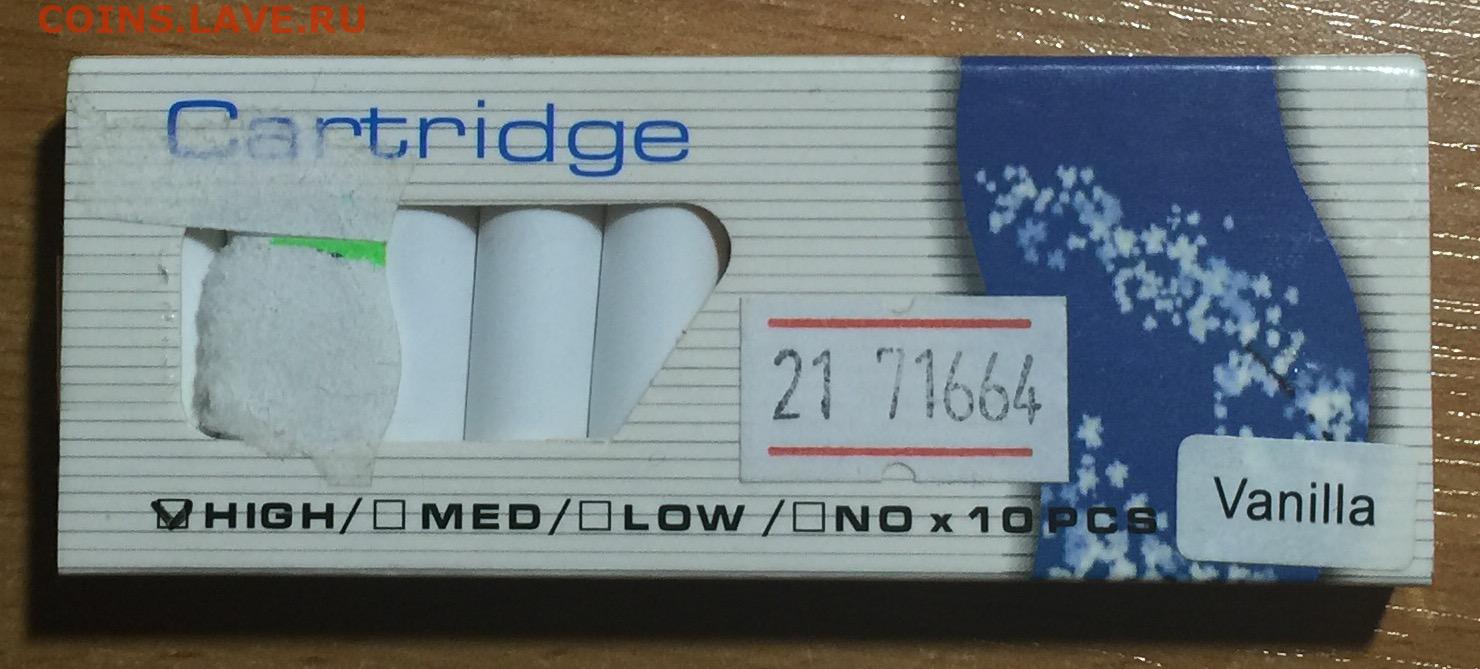 COINS.LAVE.RU
Cartridge
21 71664
HIGH/ MED/ LOW / NO x 10 PCS
Vanilla